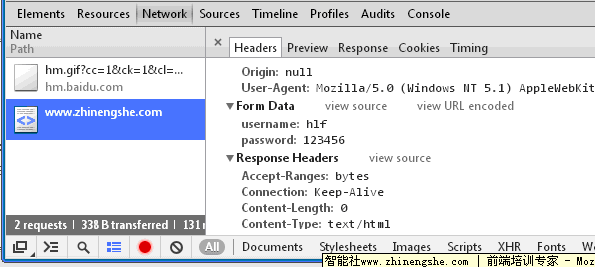 Elements Resources Network Sources Timeline Profiles Audits Console
Name
Path
× Headers Preview Response Cookies Timing
hm.gif?cc=1&ck=1&cl=...
hm.baidu.com
www.zhinengshe.com
Origin: null
User-Agent: Mozilla/5.0 (Windows NT 5.1) AppleWebKit
Form Data view source view URL encoded
username: hlf
password: 123456
Response Headers view source
Accept-Ranges: bytes
Connection: Keep-Alive
Content-Length: 0
Content-Type: text/html
2 requests | 338 B transferred | 131 
All Documents Stylesheets Images Scripts XHR Fonts
智能社www.zhinengshe.com | 前端培训专家 - Moz